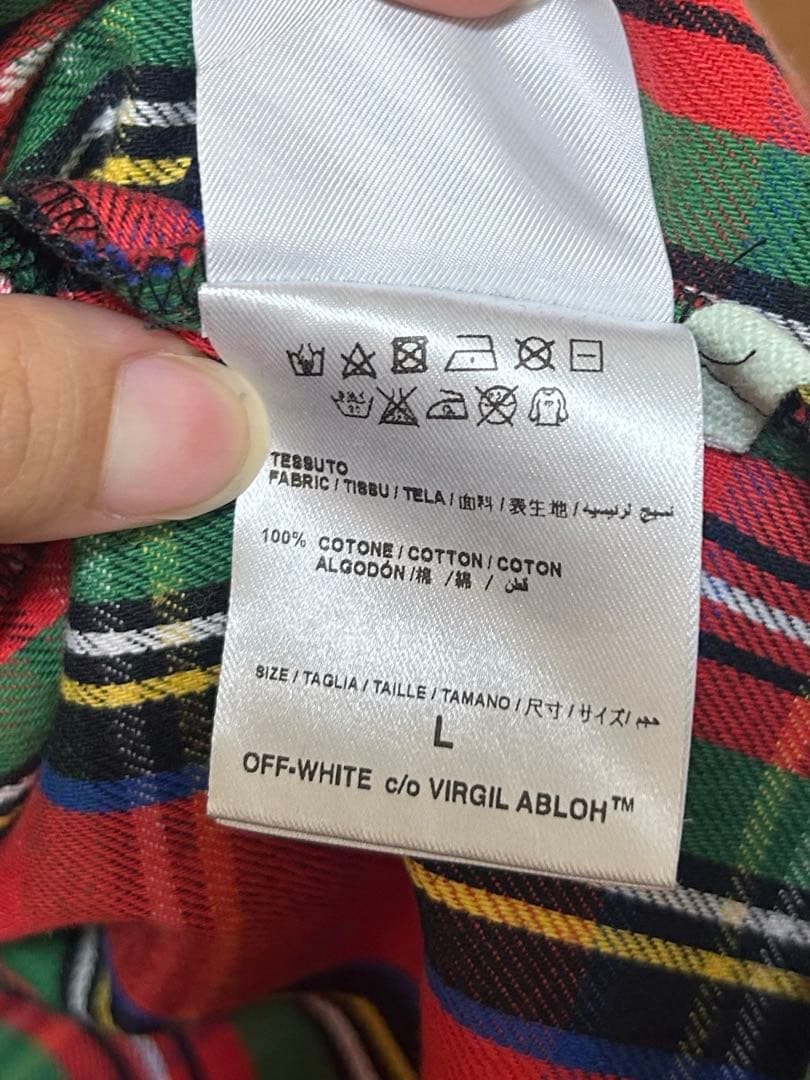 TESSUTO
FABRIC / TISSU / TELA / 面料 / 表生地 / نسيج لرئيسيه
100% COTONE / COTTON / COTON
ALGODÓN / 棉 / 綿 / قطن
SIZE / TAGLIA / TAILLE / TAMANO / 尺寸 / サイズ / حجم
L
OFF-WHITE c/o VIRGIL ABLOH™